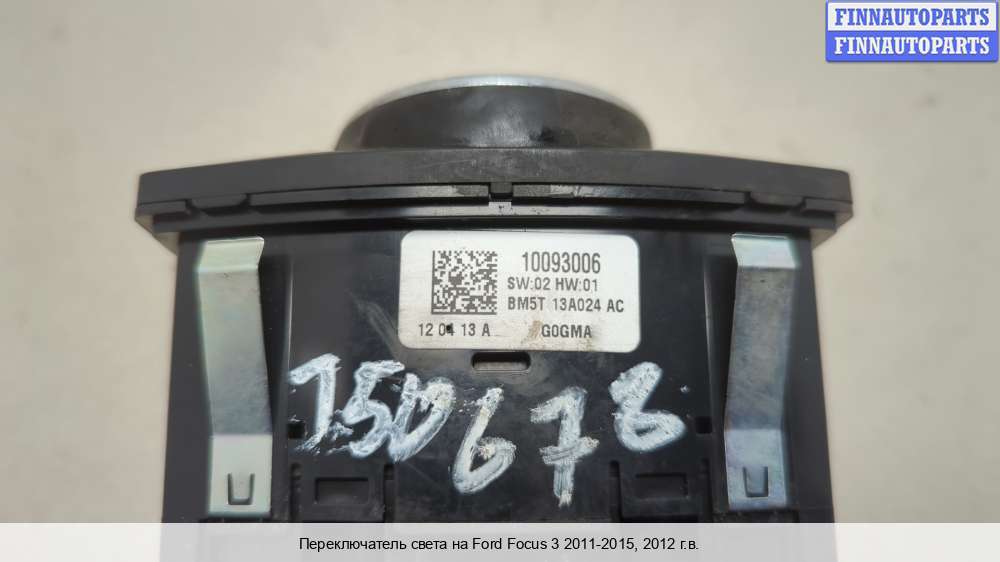 FINNAUTOPARTS
FINNAUTOPARTS
10093006
SW:02 HW:01
BM5T 13A024 AC
12 04 13 A
G0GMA
750678
Переключатель света на Ford Focus 3 2011-2015, 2012 г.в.